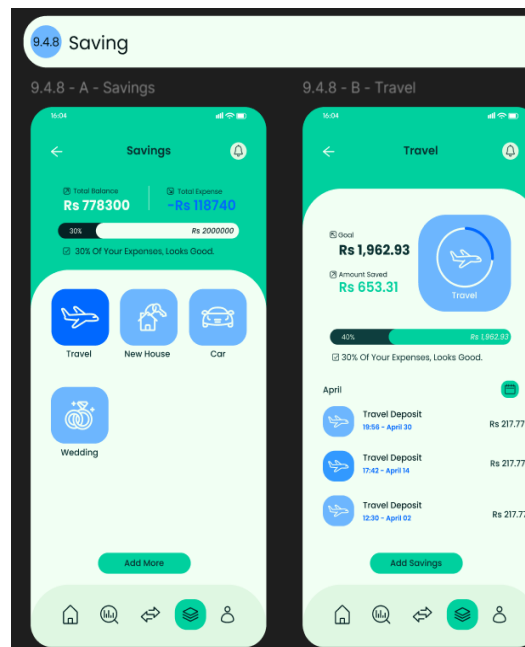 9.4.8 Saving
9.4.8 - A - Savings
16:04
Savings
Total Balance
Rs 778300
Total Expense
-Rs 118740
30%
Rs 2000000
30% Of Your Expenses, Looks Good.
Travel
New House
Car
Wedding
Add More
9.4.8 - B - Travel
16:04
Travel
Goal
Rs 1,962.93
Amount Saved
Rs 653.31
Travel
40%
Rs 1,962.93
30% Of Your Expenses, Looks Good.
April
Travel Deposit
19:56 - April 30
Rs 217.77
Travel Deposit
17:42 - April 14
Rs 217.77
Travel Deposit
12:30 - April 02
Rs 217.77
Add Savings